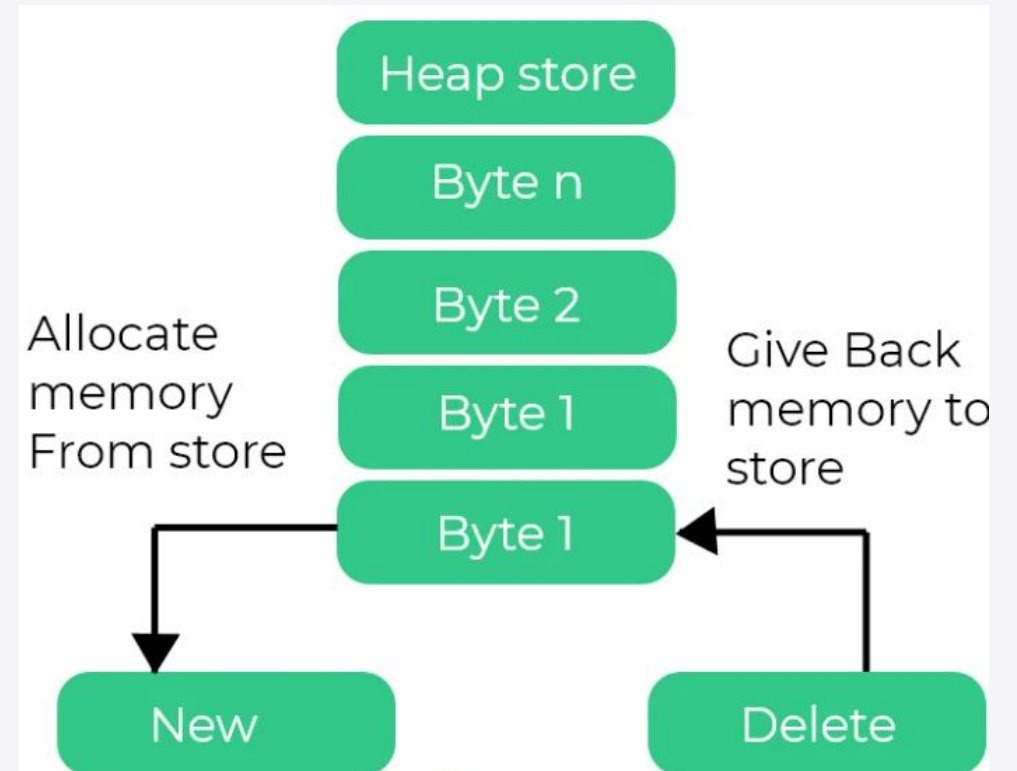 Heap store
Byte n
Byte 2
Allocate
memory
From store
Byte 1
Give Back
memory to
store
Byte 1
New
Delete